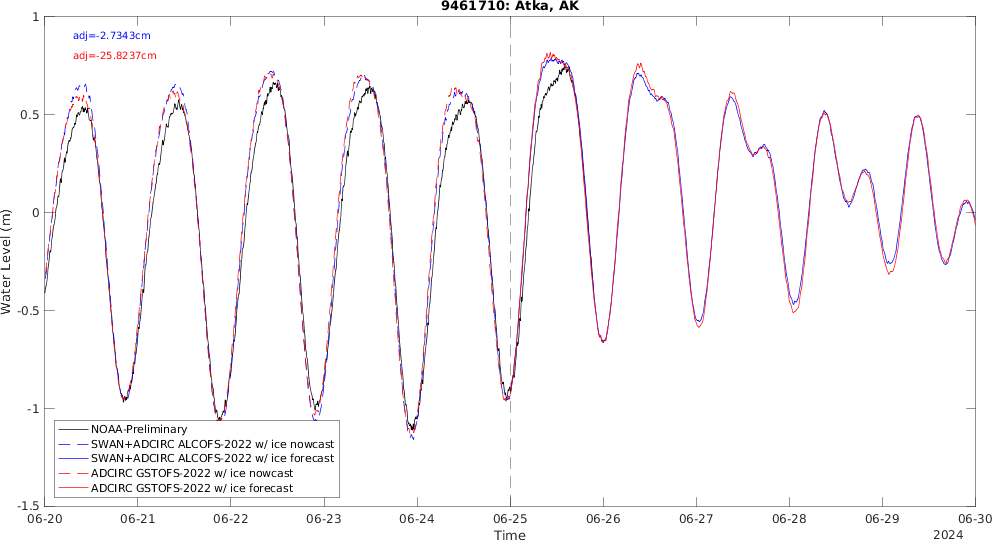 9461710: Atka, AK
adj=-2.7343cm
adj=-25.8237cm
1
0.5
0
-0.5
-1
-1.5
Water Level (m)
NOAA-Preliminary
SWAN+ADCIRC ALCOFS-2022 w/ ice nowcast
SWAN+ADCIRC ALCOFS-2022 w/ ice forecast
ADCIRC GSTOFS-2022 w/ ice nowcast
ADCIRC GSTOFS-2022 w/ ice forecast
06-20 06-21 06-22 06-23 06-24 06-25 06-26 06-27 06-28 06-29 06-30
Time
2024